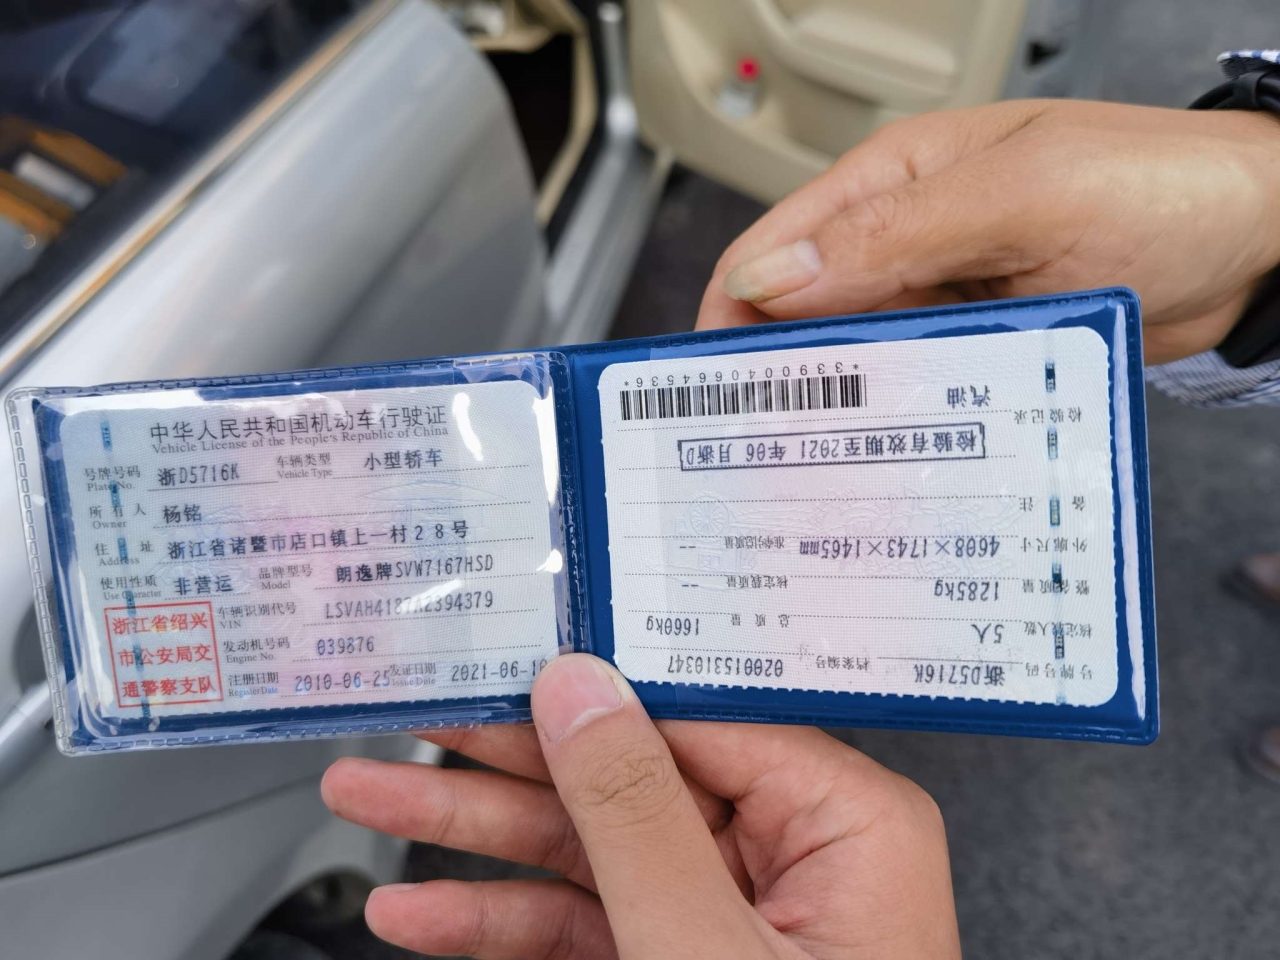 中华人民共和国机动车行驶证
Vehicle License of the People's Republic of China
号牌号码 浙D5716K 车辆类型 小型轿车
Plate No. Vehicle Type
所有人 杨铭
Owner
住址 浙江省诸暨市店口镇上一村28号
Address
使用性质 非营运 品牌型号 朗逸牌SVW7167HSD
Use Character Model
浙江省绍兴
市公安局交
通警察支队
车辆识别代号 LSVAH4187A2394379
VIN
发动机号码 039876
Engine No.
注册日期 2010-06-25 发证日期 2021-06-10
Register Date Issue Date
号牌号码 浙D5716K 档案编号 020015310347
核定载人数 5人 总质量 1660kg
整备质量 1285kg 核定载质量 --
外廓尺寸 4608×1743×1465mm 准牵引总质量 --
备注
检验有效期至2021年06月浙D
检验记录
汽油
*3390040664536*